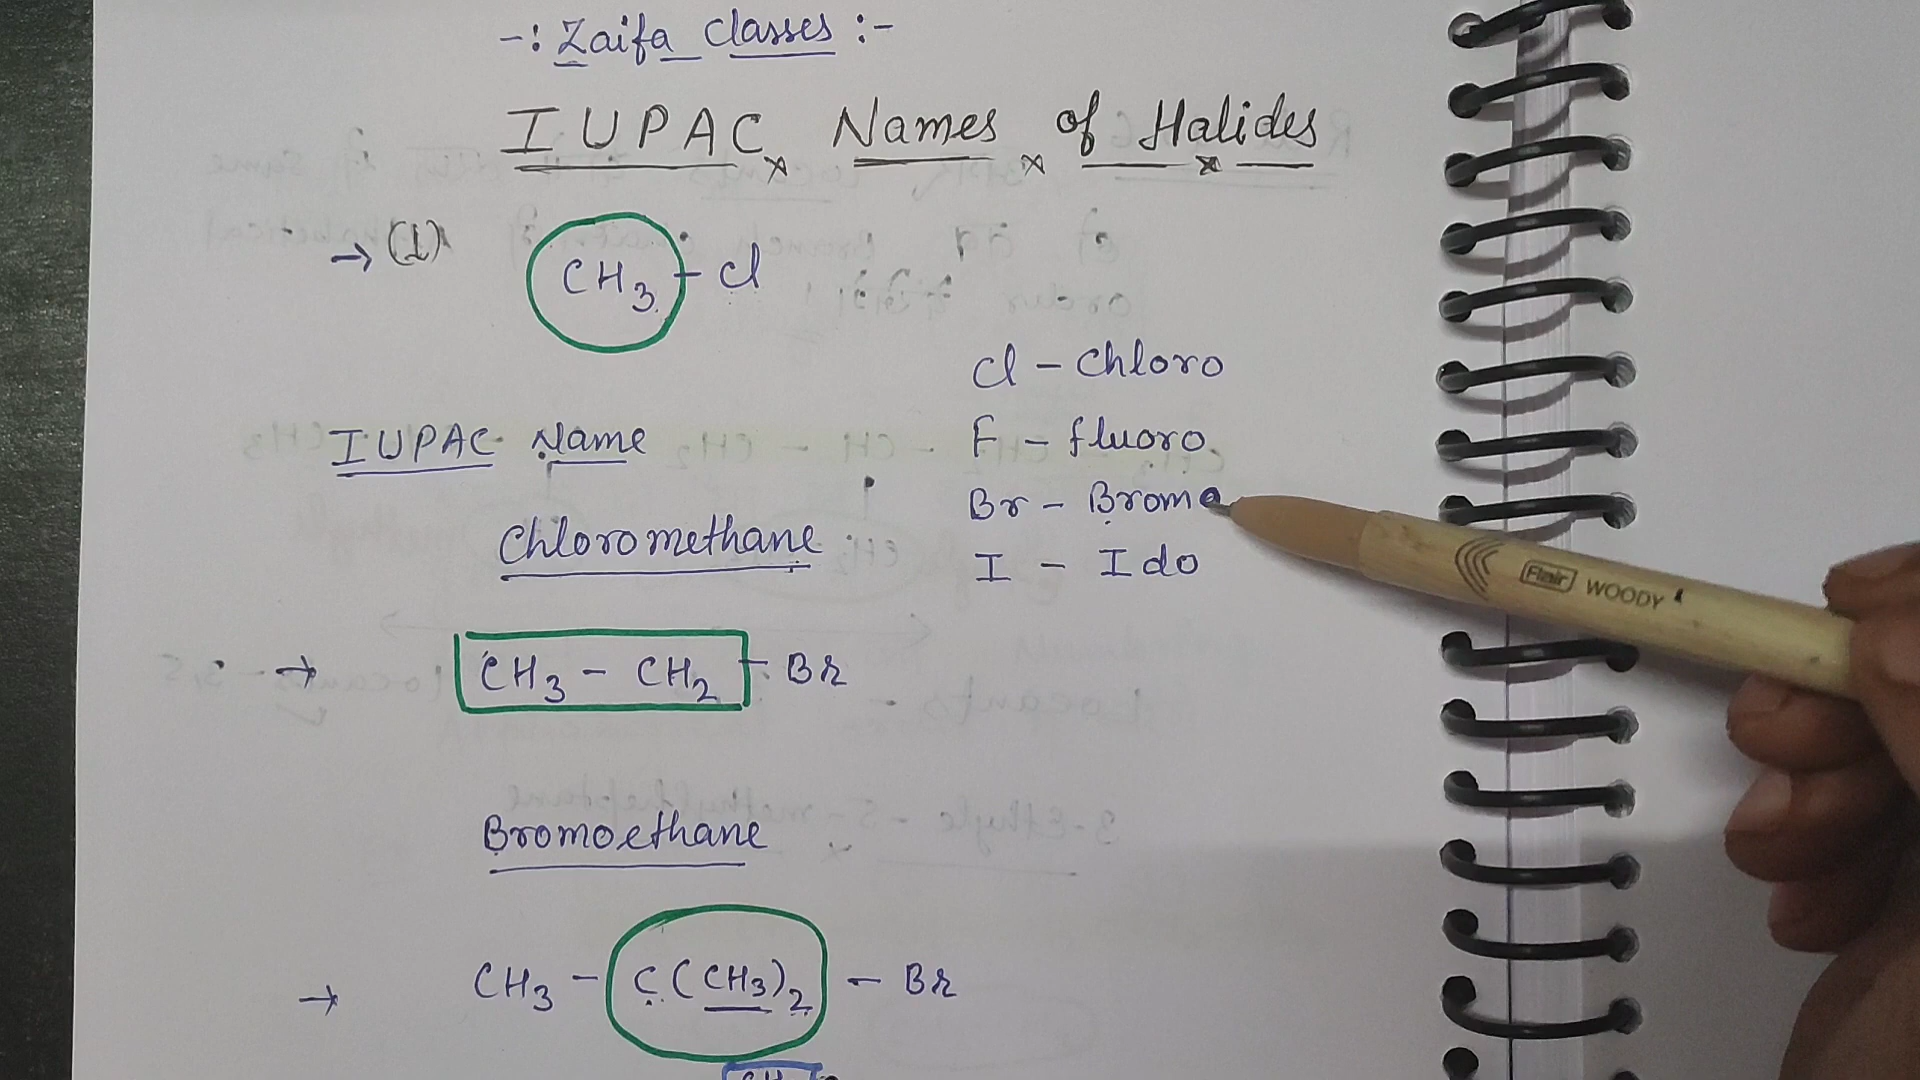 -: Zaifa Classes :-
IUPAC Names of Halides
→ (1) CH3 - Cl
Cl - Chloro
F - fluoro
Br - Bromo
I - Ido
IUPAC Name
Chloromethane
→ CH3 - CH2 - Br
Bromoethane
→ CH3 - C(CH3)2 - Br
Flair WOODY